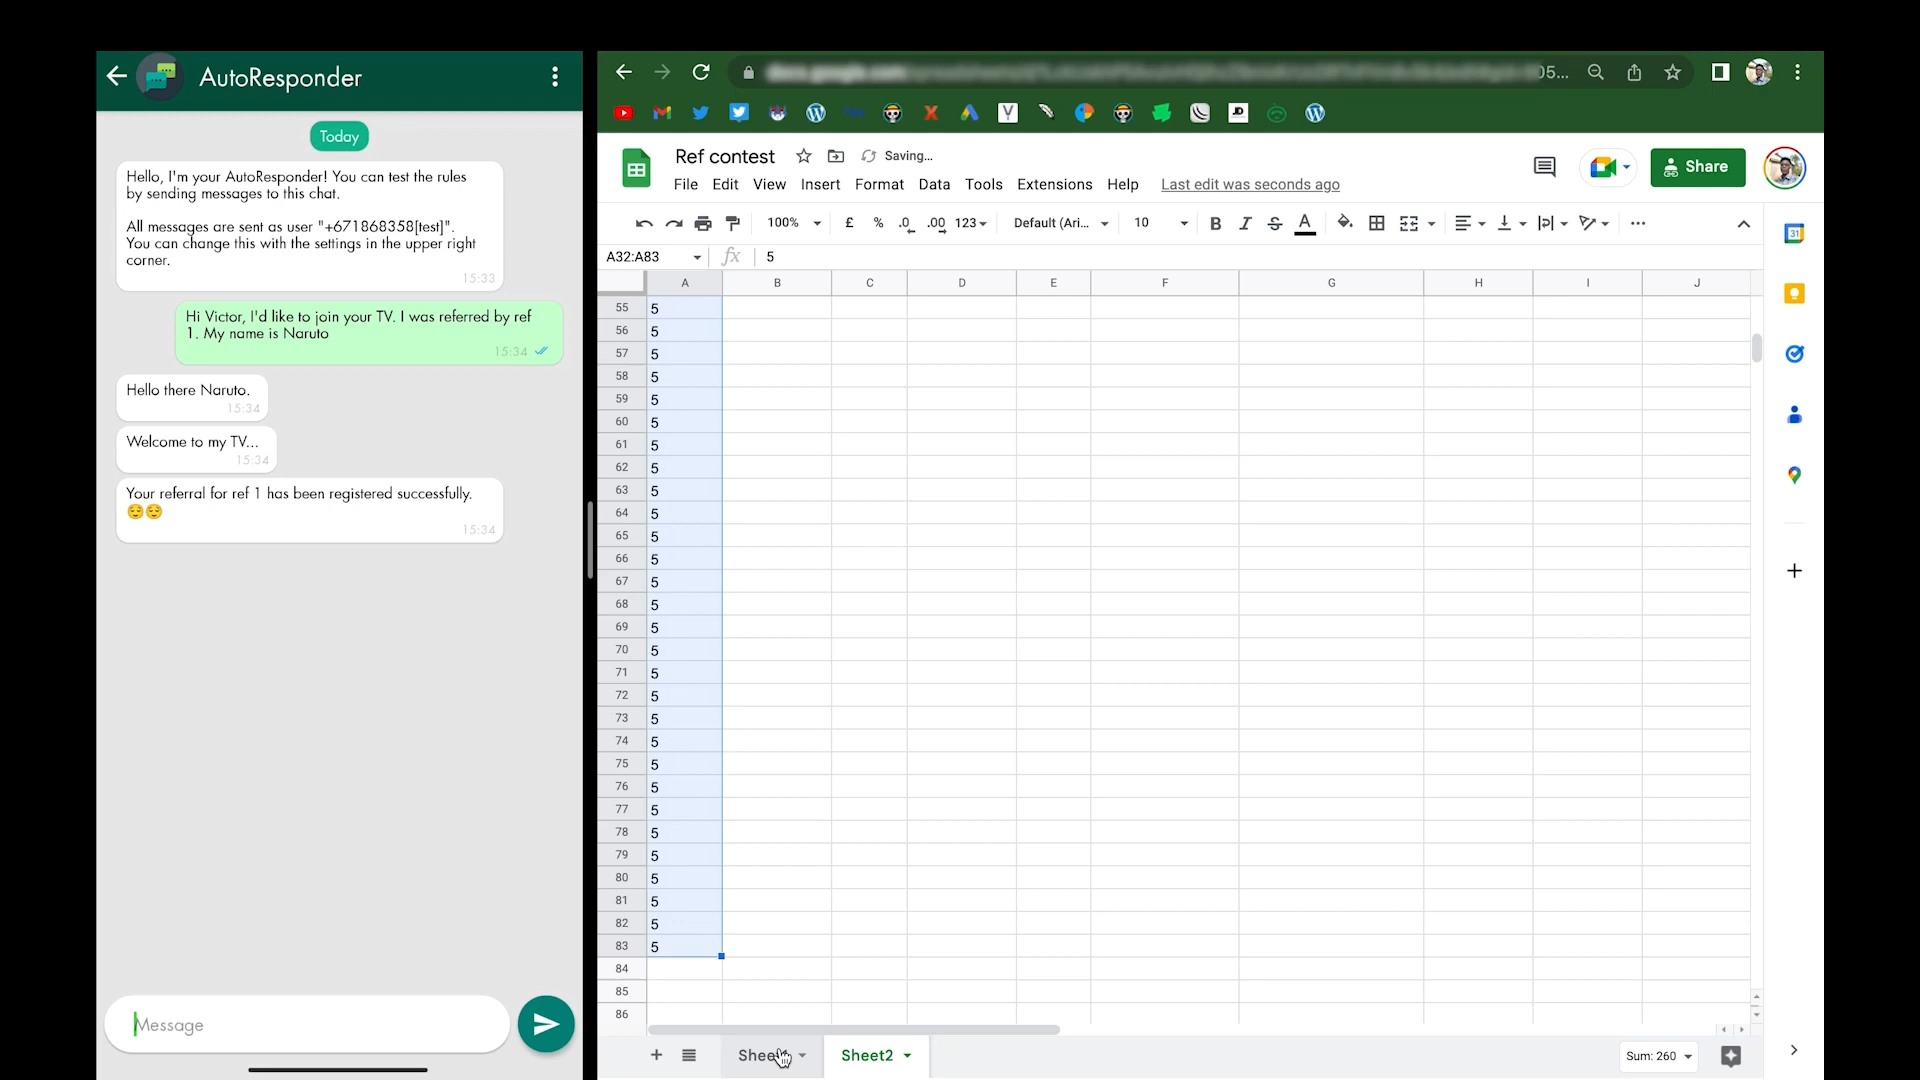 AutoResponder
Today
Hello, I'm your AutoResponder! You can test the rules
by sending messages to this chat.
All messages are sent as user "+671868358[test]".
You can change this with the settings in the upper right
corner.
15:33
Hi Victor, I'd like to join your TV. I was referred by ref
1. My name is Naruto
15:34
Hello there Naruto.
15:34
Welcome to my TV...
15:34
Your referral for ref 1 has been registered successfully.
15:34
Message
05...
Ref contest
Saving...
Share
File Edit View Insert Format Data Tools Extensions Help Last edit was seconds ago
100% £ % .0 .00 123 Default (Ari... 10 B I S A
A32:A83 fx 5
A B C D E F G H I J
55 5
56 5
57 5
58 5
59 5
60 5
61 5
62 5
63 5
64 5
65 5
66 5
67 5
68 5
69 5
70 5
71 5
72 5
73 5
74 5
75 5
76 5
77 5
78 5
79 5
80 5
81 5
82 5
83 5
84
85
86
Sheet2
Sum: 260
31